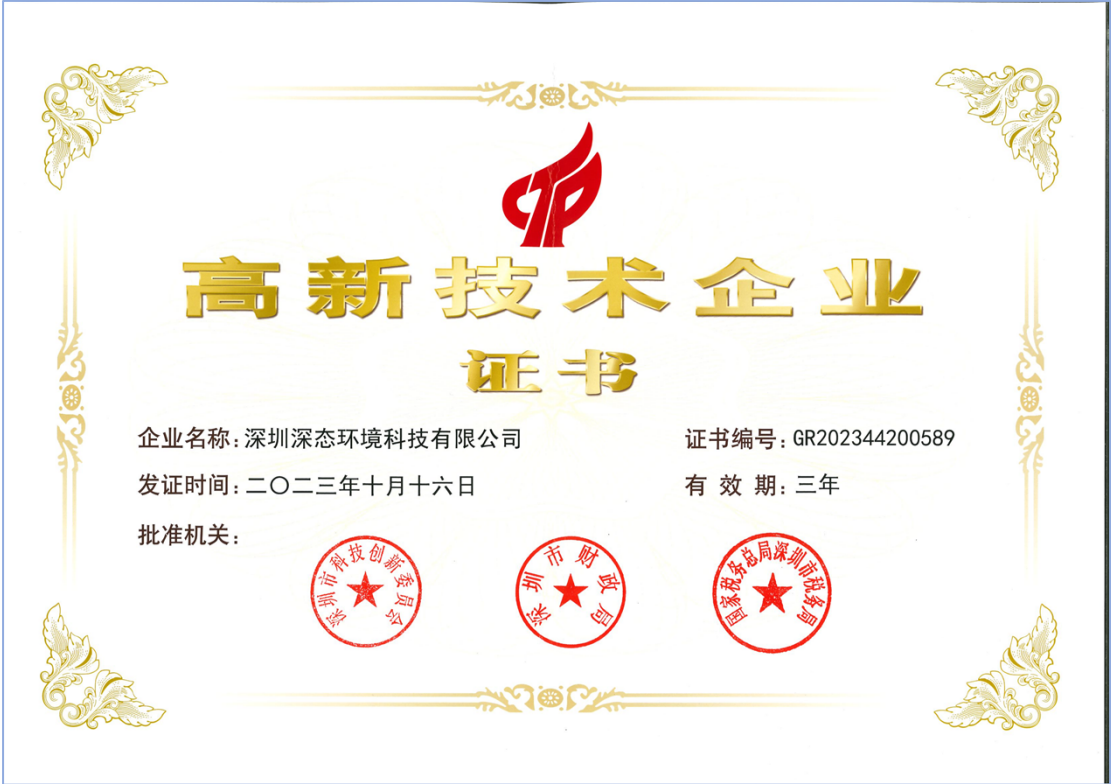 高新技术企业
证书
企业名称:深圳深态环境科技有限公司
证书编号:GR202344200589
发证时间:二〇二三年十月十六日
有效期:三年
批准机关:
深圳市科技创新委员会
深圳市财政局
国家税务总局深圳市税务局